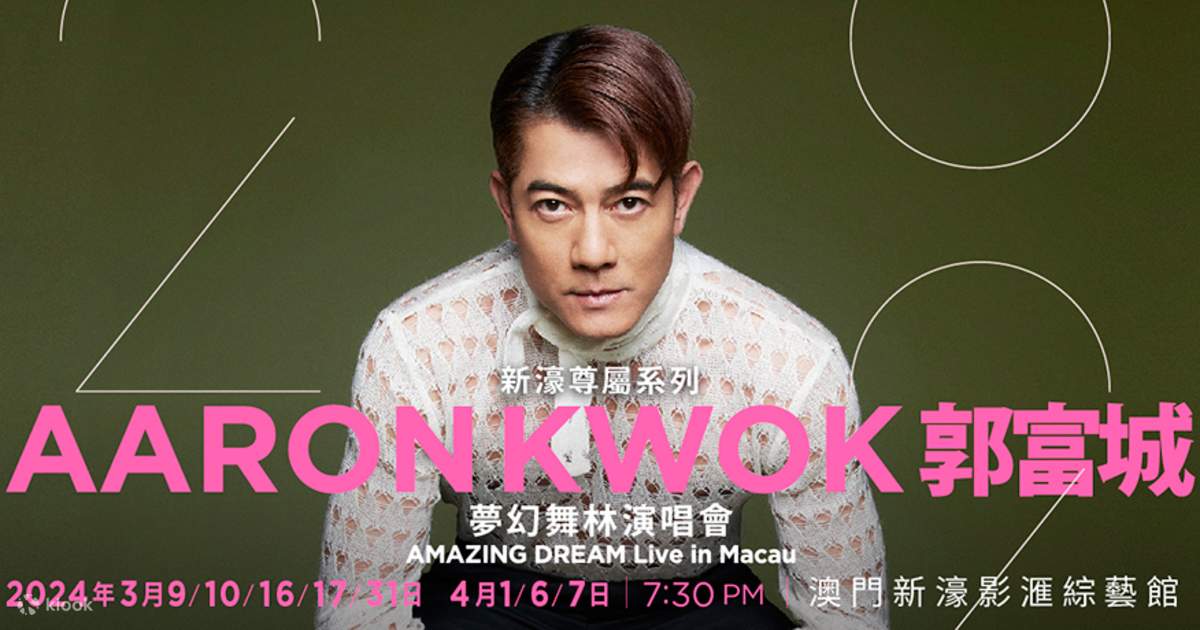 新濠尊屬系列
AARON KWOK 郭富城
夢幻舞林演唱會
AMAZING DREAM Live in Macau
2024年3月9/10/16/17/31日 4月1/6/7日 | 7:30 PM | 澳門新濠影滙綜藝館
klook